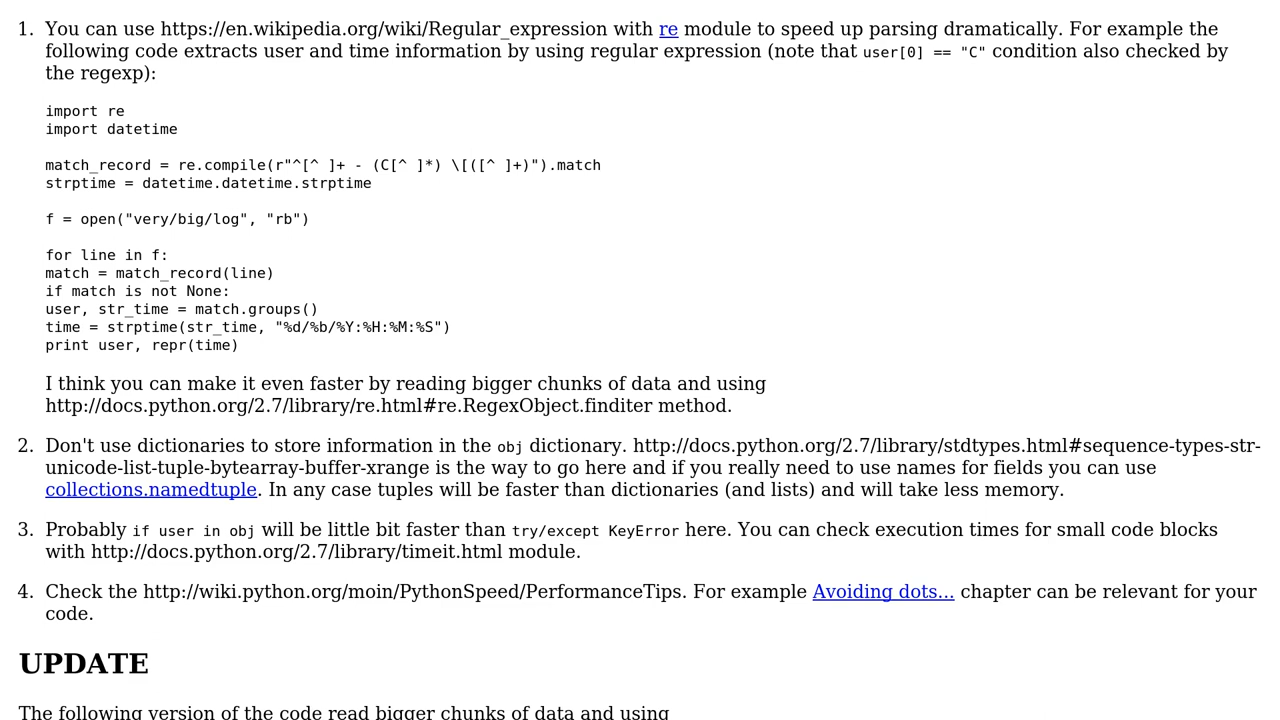 1. You can use https://en.wikipedia.org/wiki/Regular_expression with re module to speed up parsing dramatically. For example the
following code extracts user and time information by using regular expression (note that user[0] == "C" condition also checked by
the regexp):
import re
import datetime
match_record = re.compile(r"^[^ ]+ - (C[^ ]*) \[([^ ]+)").match
strptime = datetime.datetime.strptime
f = open("very/big/log", "rb")
for line in f:
match = match_record(line)
if match is not None:
user, str_time = match.groups()
time = strptime(str_time, "%d/%b/%Y:%H:%M:%S")
print user, repr(time)
I think you can make it even faster by reading bigger chunks of data and using
http://docs.python.org/2.7/library/re.html#re.RegexObject.finditer method.
2. Don't use dictionaries to store information in the obj dictionary. http://docs.python.org/2.7/library/stdtypes.html#sequence-types-str-
unicode-list-tuple-bytearray-buffer-xrange is the way to go here and if you really need to use names for fields you can use
collections.namedtuple. In any case tuples will be faster than dictionaries (and lists) and will take less memory.
3. Probably if user in obj will be little bit faster than try/except KeyError here. You can check execution times for small code blocks
with http://docs.python.org/2.7/library/timeit.html module.
4. Check the http://wiki.python.org/moin/PythonSpeed/PerformanceTips. For example Avoiding dots... chapter can be relevant for your
code.
UPDATE
The following version of the code read bigger chunks of data and using